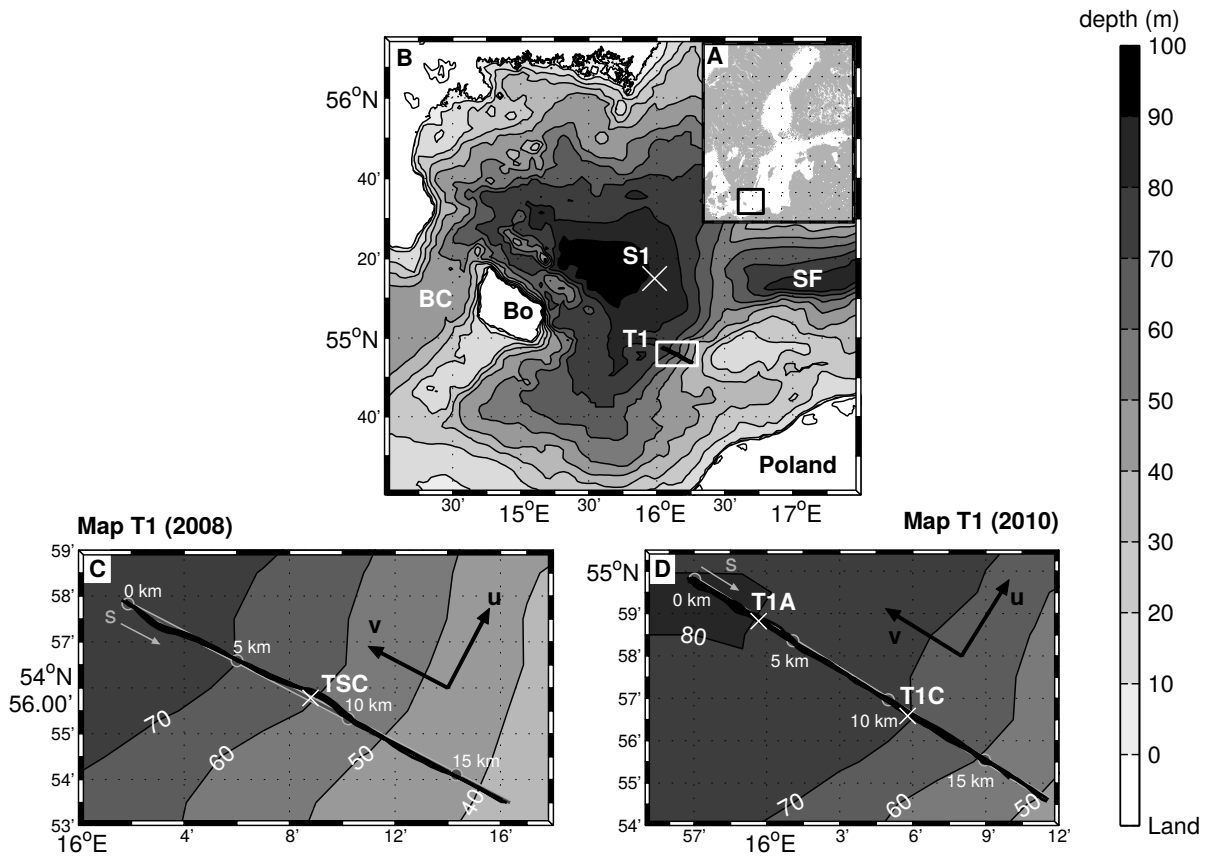 depth (m)
100
90
80
70
60
50
40
30
20
10
0
Land
B
A
56°N
40'
20'
55°N
40'
S1
SF
BC
Bo
T1
Poland
30'
15°E
30'
16°E
30'
17°E
Map T1 (2008)
59'
58'
57'
54°N
56.00'
55'
54'
53'
C
0 km
S
5 km
v
u
TSC
10 km
15 km
70
60
50
40
16°E
4'
8'
12'
16'
Map T1 (2010)
55°N
59'
58'
57'
56'
55'
54'
D
S
0 km
T1A
80
5 km
v
u
T1C
10 km
15 km
70
60
50
57'
16°E
3'
6'
9'
12'